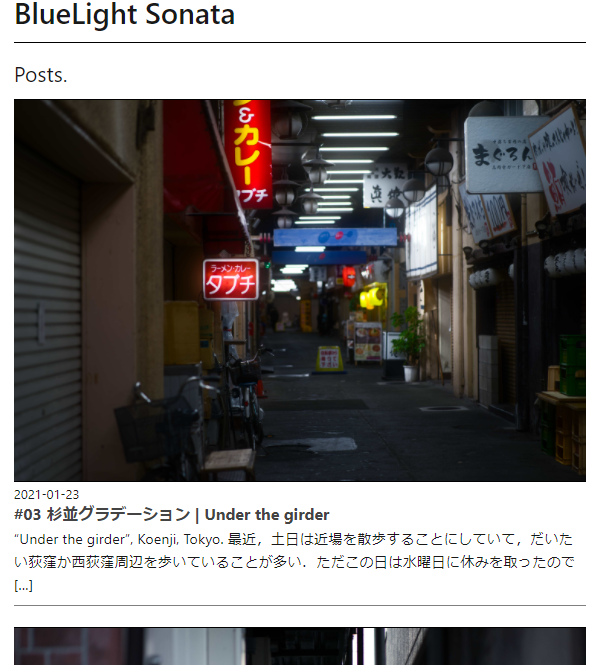 BlueLight Sonata
Posts.
&
カレー
タブチ
ラーメン・カレー
タブチ
大阪
まぐろ
2021-01-23
#03 杉並グラデーション | Under the girder
“Under the girder”, Koenji, Tokyo. 最近，土日は近場を散歩することにしていて，だいた
い荻窪か西荻窪周辺を歩いていることが多い．ただこの日は水曜日に休みを取ったので
[...]